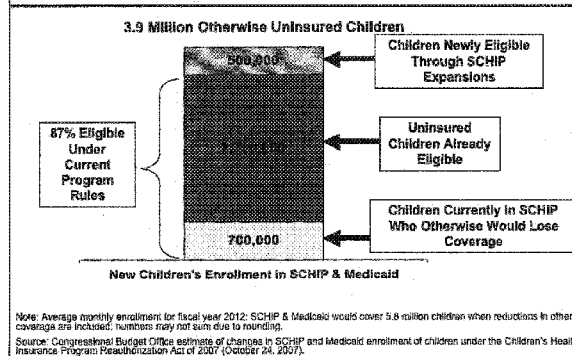 3.9 Million Otherwise Uninsured Children
500,000
Children Newly Eligible
Through SCHIP
Expansions
87% Eligible
Under
Current
Program
Rules
Uninsured
Children Already
Eligible
700,000
Children Currently in SCHIP
Who Otherwise Would Lose
Coverage
New Children's Enrollment in SCHIP & Medicaid
Note: Average monthly enrollment for fiscal year 2012; SCHIP & Medicaid would cover 5.8 million children when reductions in other
coverage are included; numbers may not sum due to rounding.
Source: Congressional Budget Office estimate of changes in SCHIP and Medicaid enrollment of children under the Children's Heal
Insurance Program Reauthorization Act of 2007 (October 24, 2007).